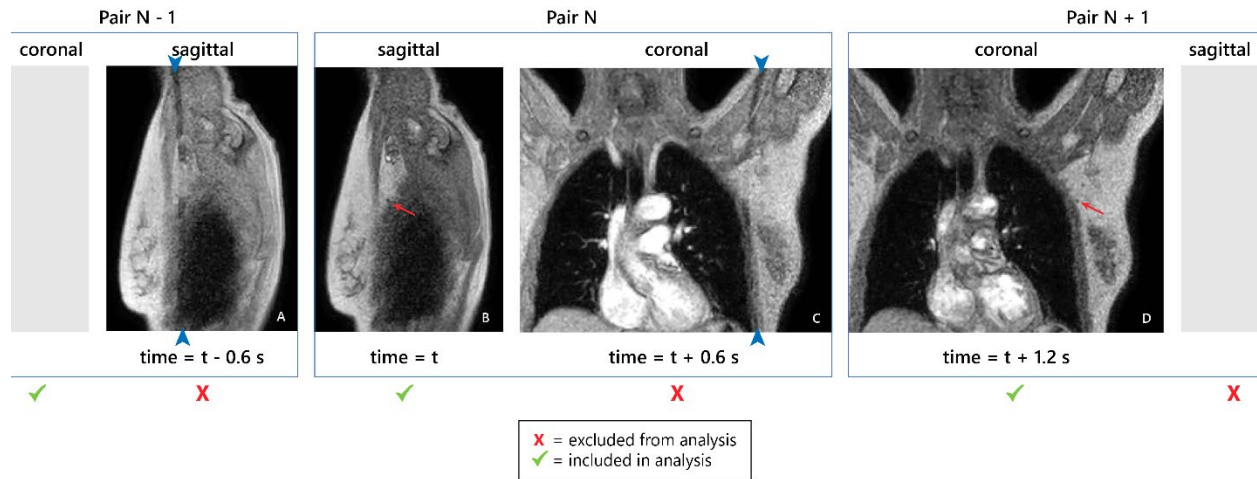 Pair N - 1
Pair N
Pair N + 1
coronal
sagittal
sagittal
coronal
coronal
sagittal
A
B
C
D
time = t - 0.6 s
time = t
time = t + 0.6 s
time = t + 1.2 s
✓
X
✓
X
✓
X
X = excluded from analysis
✓ = included in analysis